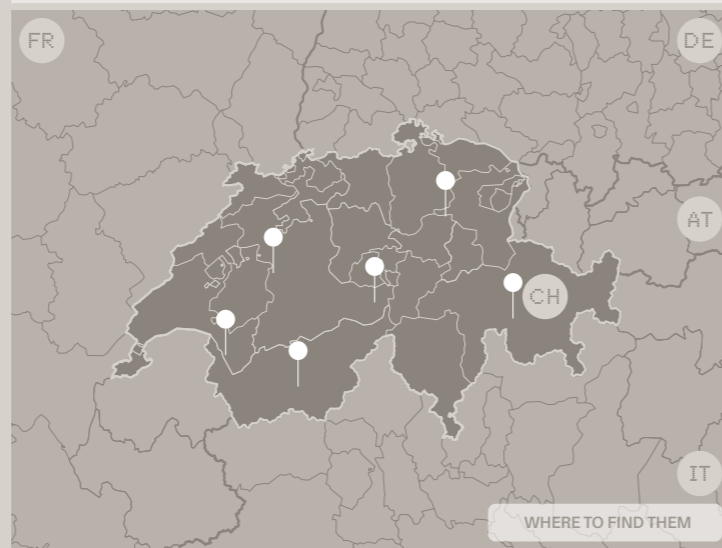 FR
DE
AT
CH
IT
WHERE TO FIND THEM